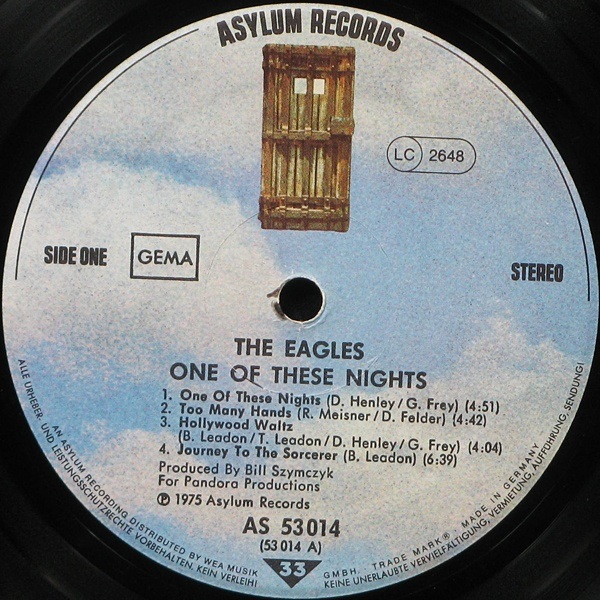 ASYLUM RECORDS
LC 2648
SIDE ONE
GEMA
STEREO
THE EAGLES
ONE OF THESE NIGHTS
1. One Of These Nights (D. Henley/G. Frey) (4:51)
2. Too Many Hands (R. Meisner/D. Felder) (4:42)
3. Hollywood Waltz
(B. Leadon/T. Leadon/D. Henley/G. Frey) (4:04)
4. Journey To The Sorcerer (B. Leadon) (6:39)
Produced By Bill Szymczyk
For Pandora Productions
℗ 1975 Asylum Records
AS 53014
(53 014 A)
33
AN ASYLUM RECORDING DISTRIBUTED BY WEA MUSIK GMBH. · TRADE MARK® · MADE IN GERMANY
ALLE URHEBER- UND LEISTUNGSSCHUTZRECHTE VORBEHALTEN. KEIN VERLEIH! KEINE UNERLAUBTE VERVIELFÄLTIGUNG, VERMIETUNG, AUFFÜHRUNG, SENDUNG!